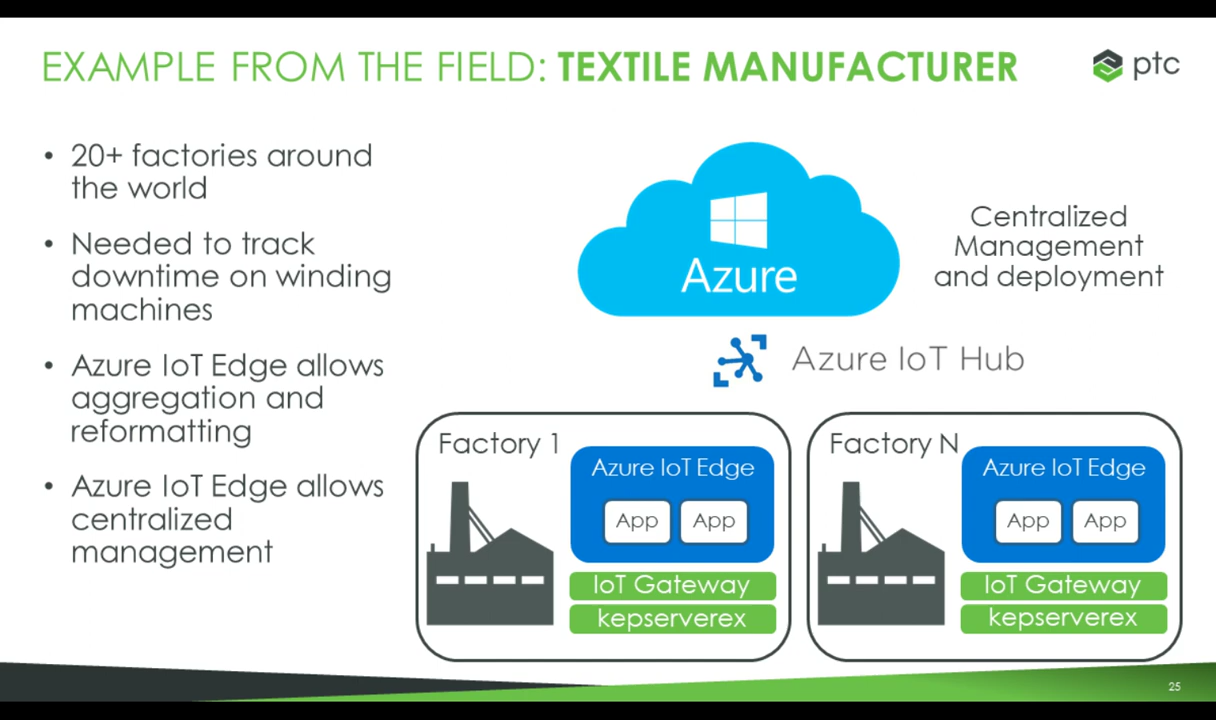 EXAMPLE FROM THE FIELD: TEXTILE MANUFACTURER
ptc
• 20+ factories around
the world
• Needed to track
downtime on winding
machines
• Azure IoT Edge allows
aggregation and
reformatting
• Azure IoT Edge allows
centralized
management
Azure
Centralized
Management
and deployment
Azure IoT Hub
Factory 1
Azure IoT Edge
App App
IoT Gateway
kepserverex
Factory N
Azure IoT Edge
App App
IoT Gateway
kepserverex
25